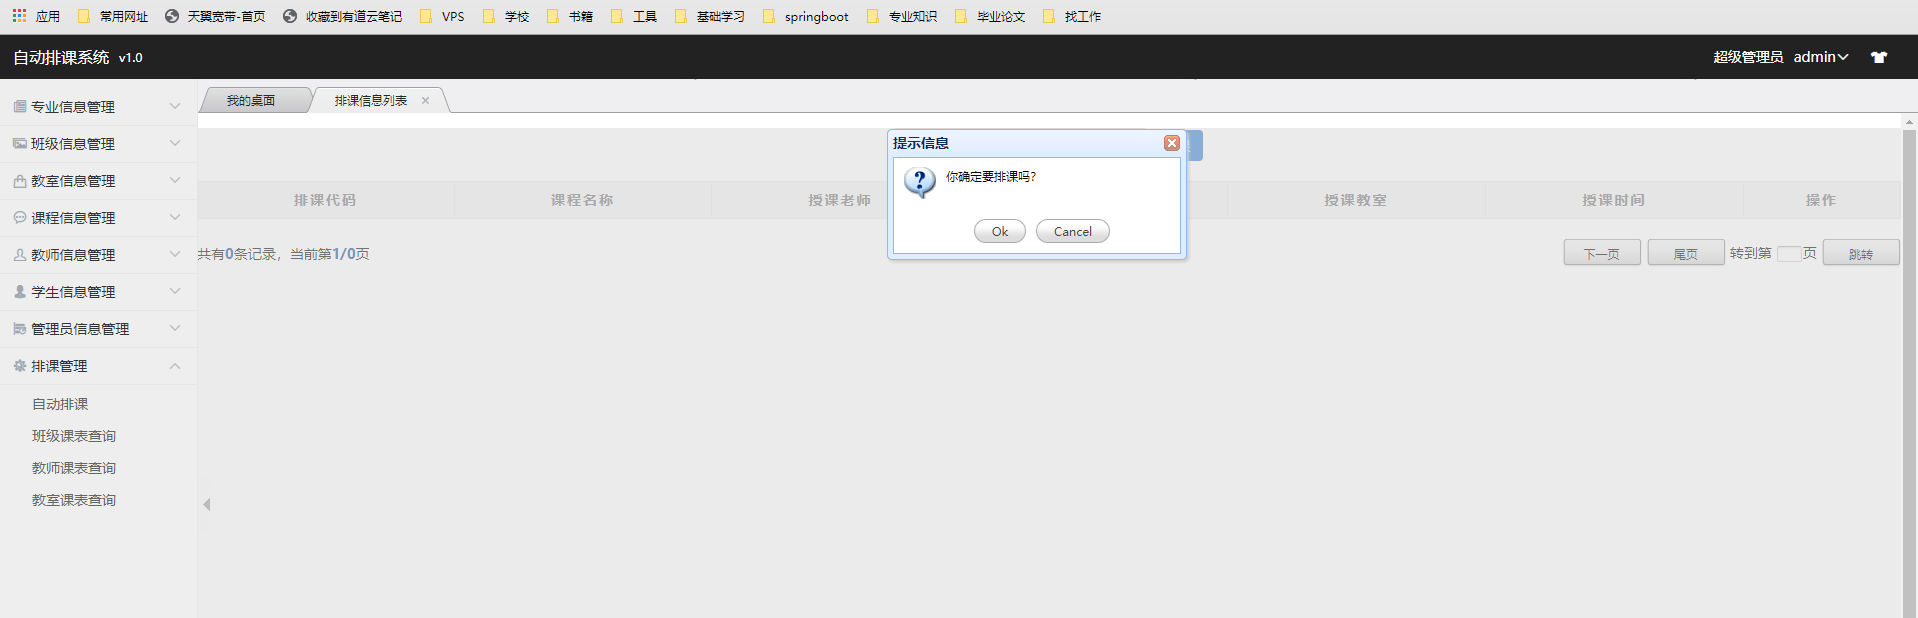 应用 常用网址 天翼宽带-首页 收藏到有道云笔记 VPS 学校 书籍 工具 基础学习 springboot 专业知识 毕业论文 找工作
自动排课系统 v1.0 超级管理员 admin
我的桌面 排课信息列表
专业信息管理
班级信息管理
教室信息管理
课程信息管理
教师信息管理
学生信息管理
管理员信息管理
排课管理
自动排课
班级课表查询
教师课表查询
教室课表查询
提示信息
你确定要排课吗?
Ok Cancel
排课代码 课程名称 授课老师 授课教室 授课时间 操作
共有0条记录，当前第1/0页 下一页 尾页 转到第 页 跳转